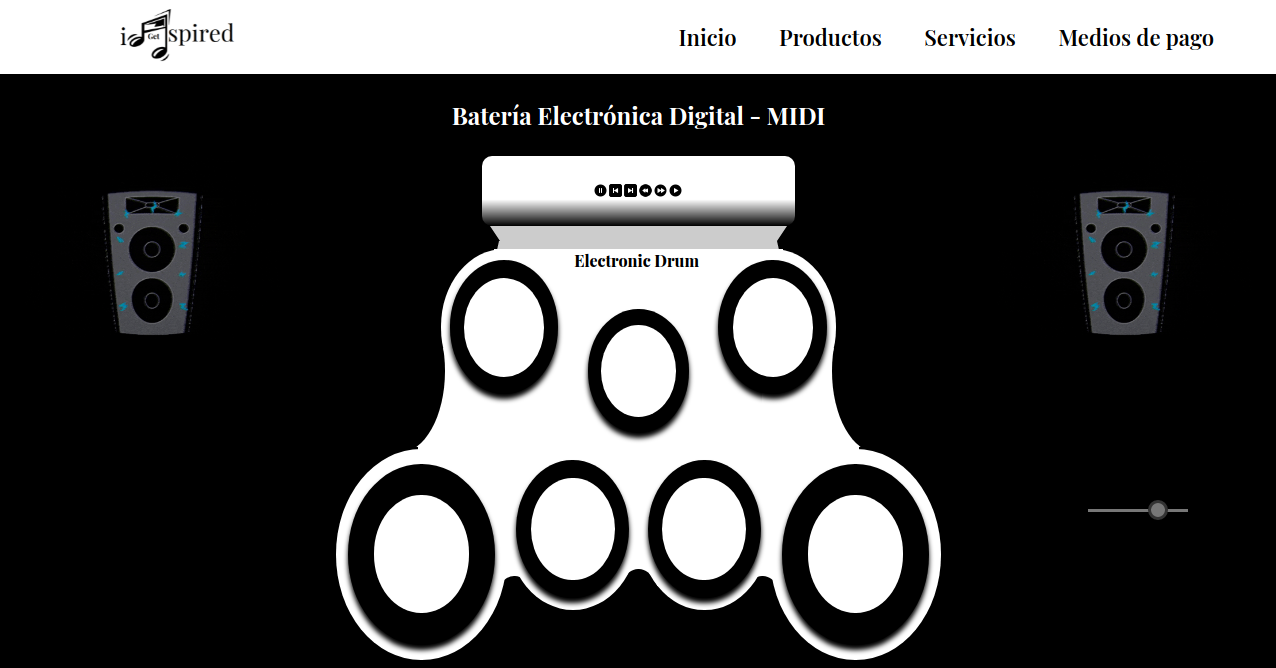 i Get spired
Inicio Productos Servicios Medios de pago
Batería Electrónica Digital - MIDI
Electronic Drum